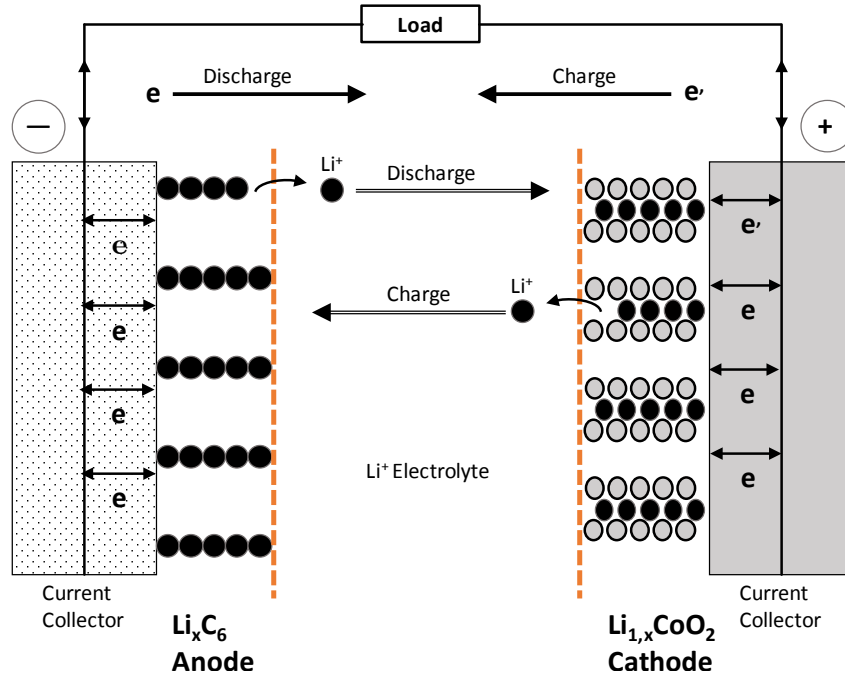 Load
Discharge
Charge
e
e′
—
+
Li⁺
Discharge
e
e′
Li⁺
Charge
e
e
e
e
Li⁺ Electrolyte
e
e
Current
Collector
Current
Collector
LiₓC₆
Anode
Li₁,ₓCoO₂
Cathode